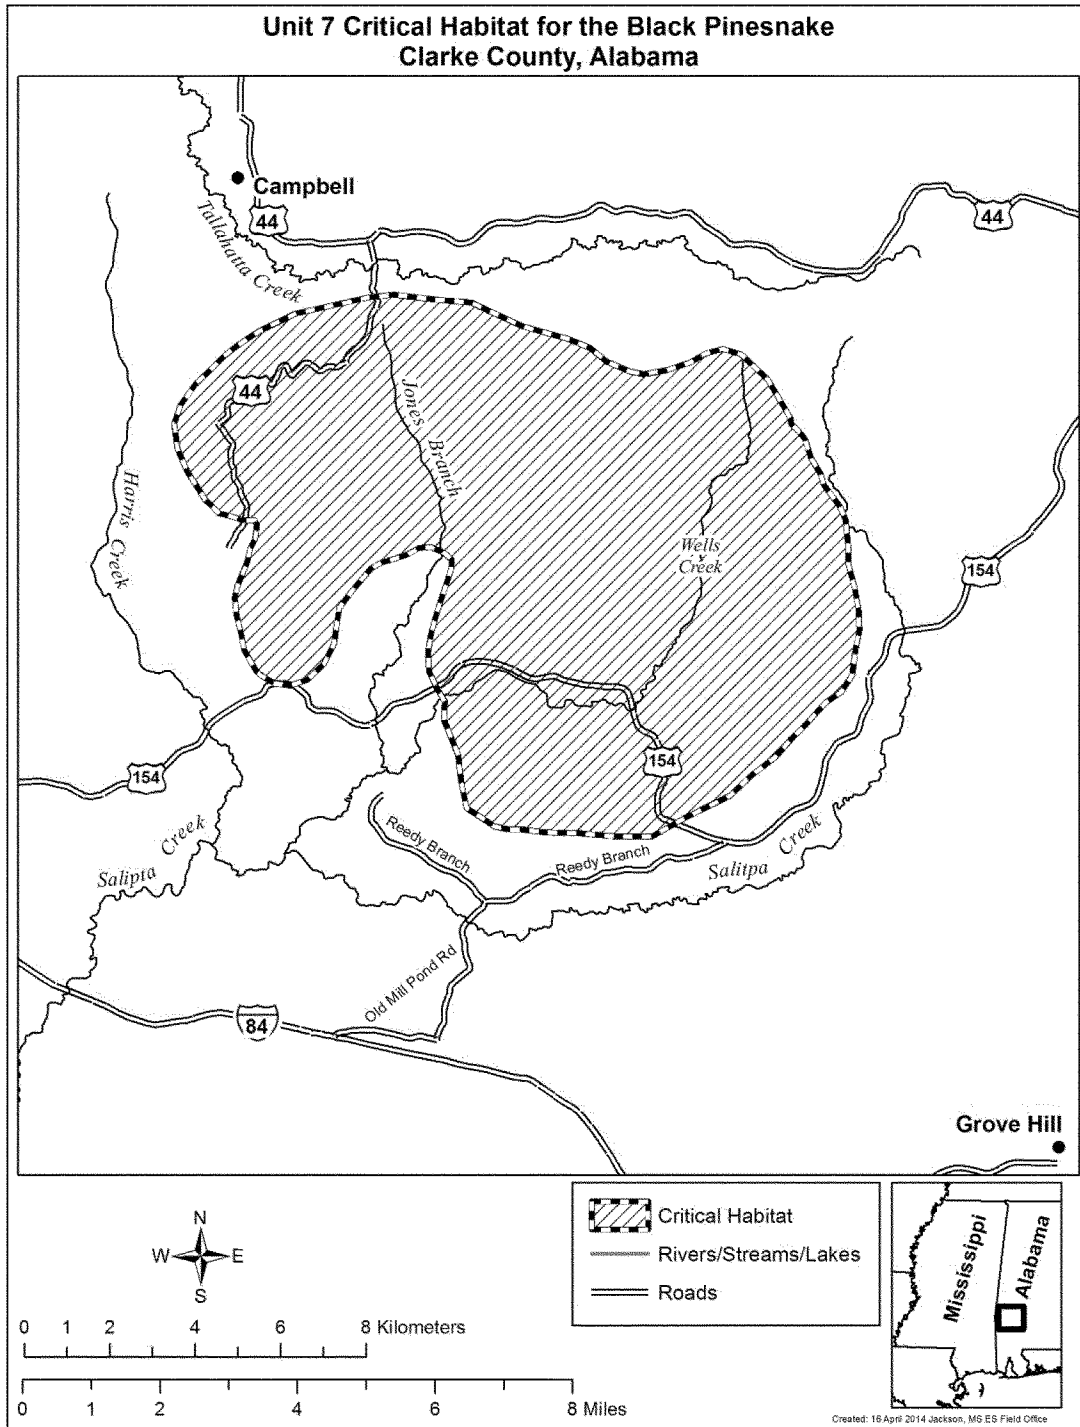 Unit 7 Critical Habitat for the Black Pinesnake
Clarke County, Alabama
Campbell
44
44
Tallahatta Creek
44
Jones Branch
Harris Creek
Wells
Creek
154
154
154
Salipta Creek
Reedy Branch
Reedy Branch
Salitpa Creek
Old Mill Pond Rd
84
Grove Hill
N
W E
S
0 1 2 4 6 8 Kilometers
0 1 2 4 6 8 Miles
Critical Habitat
Rivers/Streams/Lakes
Roads
Mississippi
Alabama
Created: 16 April 2014 Jackson, MS ES Field Office